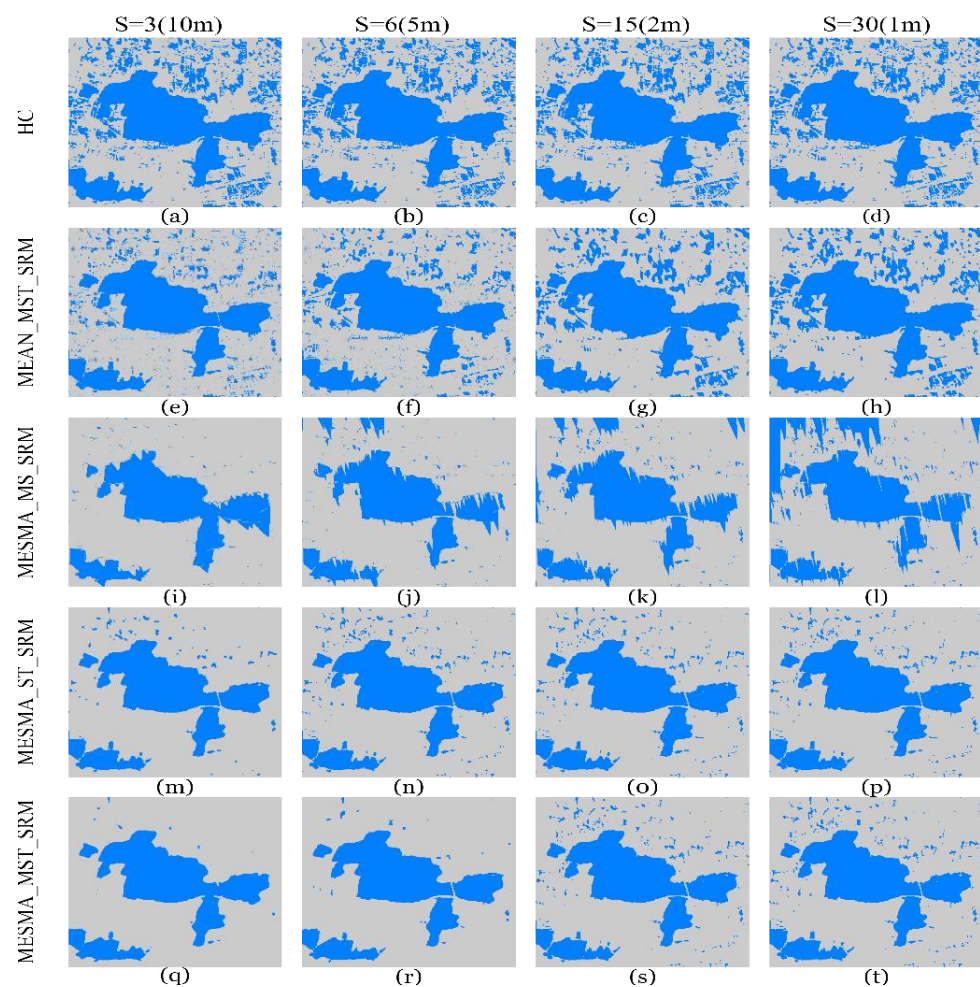 S=3(10m) S=6(5m) S=15(2m) S=30(1m)
HC
(a) (b) (c) (d)
MEAN_MST_SRM
(e) (f) (g) (h)
MESMA_MS_SRM
(i) (j) (k) (l)
MESMA_ST_SRM
(m) (n) (o) (p)
MESMA_MST_SRM
(q) (r) (s) (t)